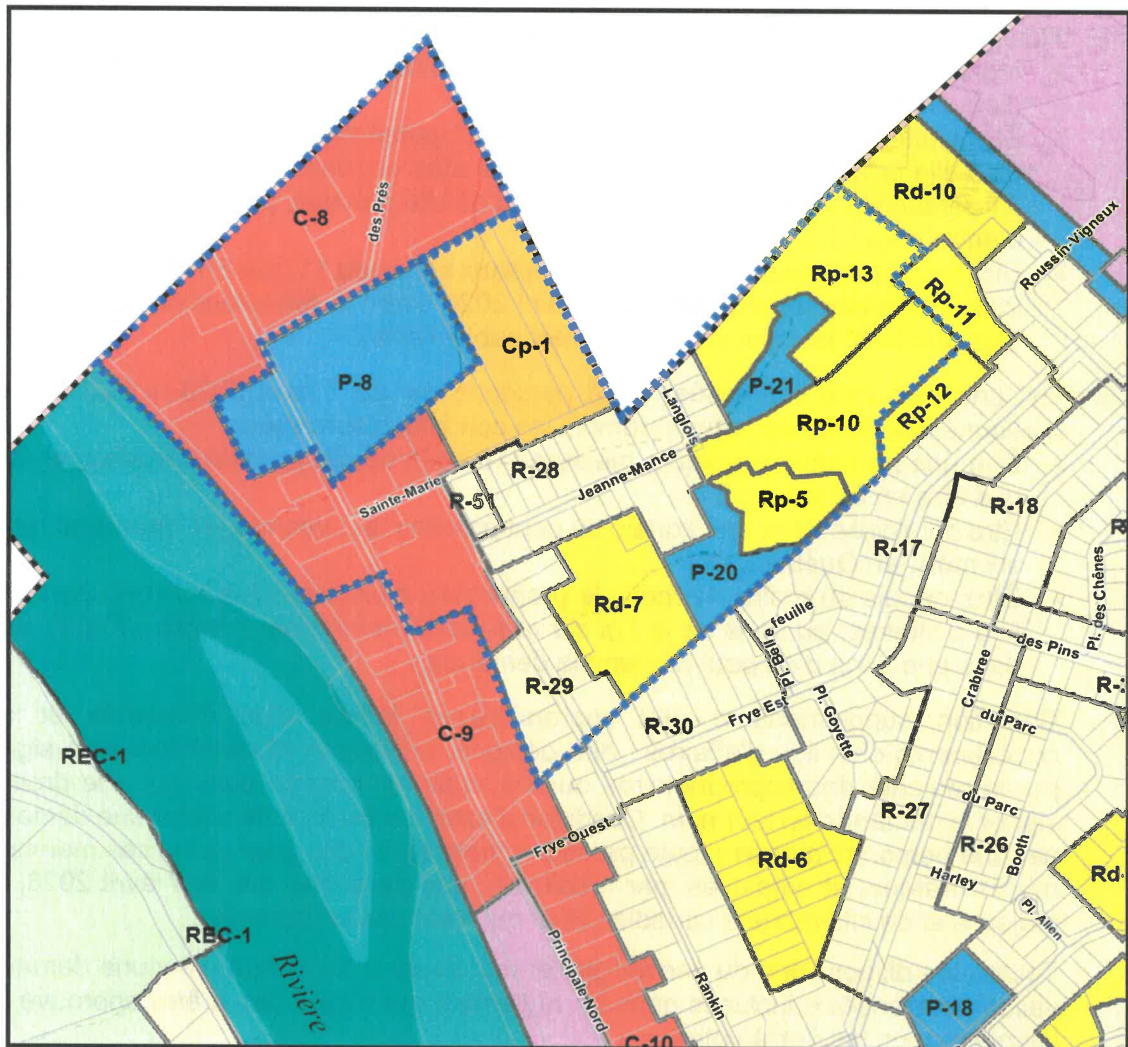 Rd-10
C-8
des Prés
Roussin-Vigneux
Rp-13
Rp-11
Cp-1
P-8
P-21
Rp-12
Langlois
Rp-10
R-28
Jeanne-Mance
Sainte-Marie
R-51
Rp-5
R-18
R-17
P-20
Rd-7
Pl. des Chênes
e feuille
Pl. Bell
des Pins
Crabtree
R-29
Pl. Goyette
R-30
Frye Est
du Parc
C-9
REC-1
du Parc
R-27
R-26
Booth
Frye Ouest
Rd-6
Harley
Rd-
Pl. Allen
REC-1
Rivière
Principale-Nord
Rankin
P-18
C-10